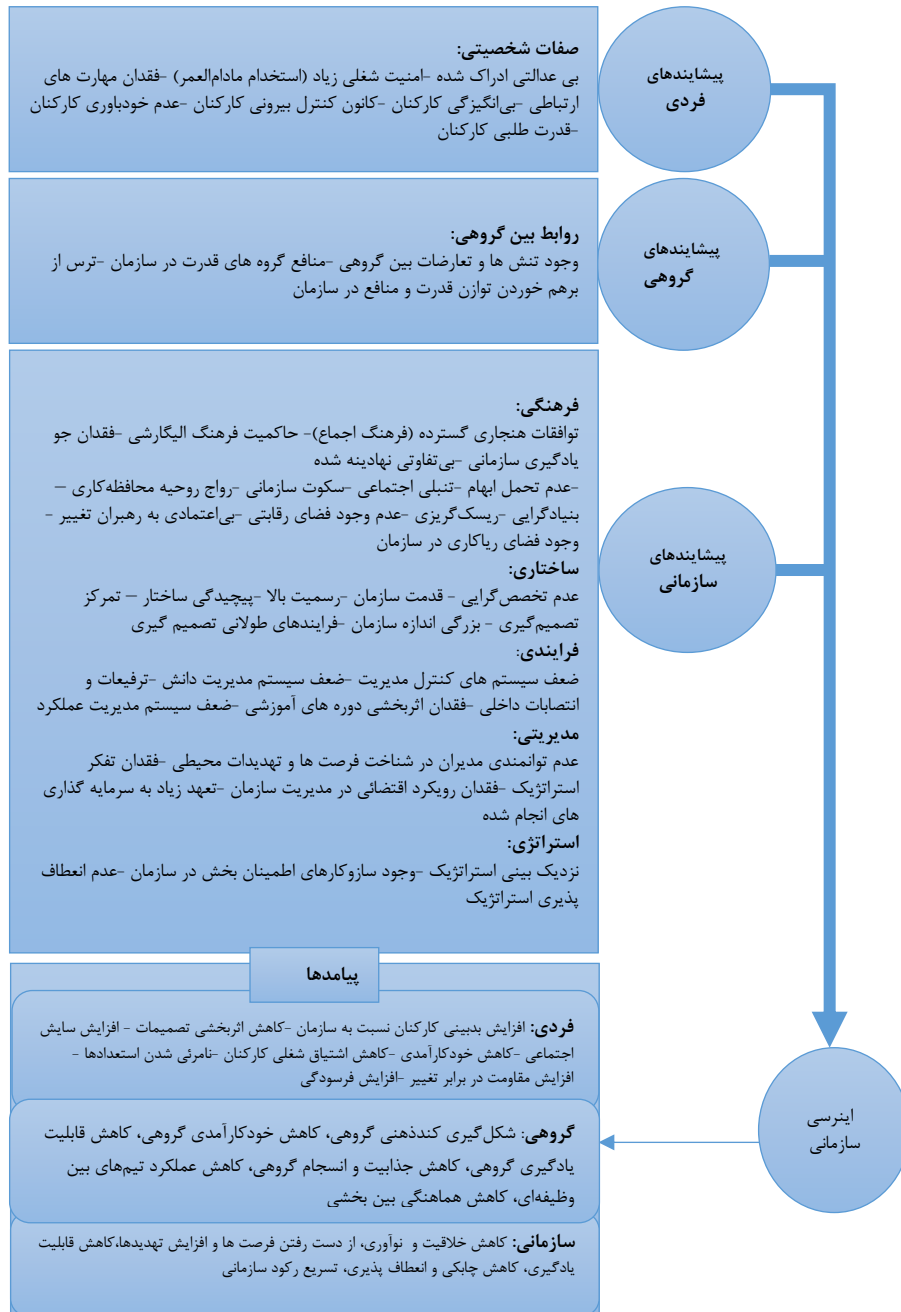 پیشایندهای
فردی
صفات شخصیتی:
بی عدالتی ادراک شده -امنیت شغلی زیاد (استخدام مادام‌العمر) -فقدان مهارت های
ارتباطی -بی‌انگیزگی کارکنان -کانون کنترل بیرونی کارکنان -عدم خودباوری کارکنان
-قدرت طلبی کارکنان
پیشایندهای
گروهی
روابط بین گروهی:
وجود تنش ها و تعارضات بین گروهی -منافع گروه های قدرت در سازمان -ترس از
برهم خوردن توازن قدرت و منافع در سازمان
پیشایندهای
سازمانی
فرهنگی:
توافقات هنجاری گسترده (فرهنگ اجماع)- حاکمیت فرهنگ الیگارشی -فقدان جو
یادگیری سازمانی -بی‌تفاوتی نهادینه شده
-عدم تحمل ابهام -تنبلی اجتماعی -سکوت سازمانی -رواج روحیه محافظه‌کاری –
بنیادگرایی -ریسک‌گریزی -عدم وجود فضای رقابتی -بی‌اعتمادی به رهبران تغییر -
وجود فضای ریاکاری در سازمان
ساختاری:
عدم تخصص‌گرایی - قدمت سازمان -رسمیت بالا -پیچیدگی ساختار – تمرکز
تصمیم‌گیری - بزرگی اندازه سازمان -فرایندهای طولانی تصمیم گیری
فرایندی:
ضعف سیستم های کنترل مدیریت -ضعف سیستم مدیریت دانش -ترفیعات و
انتصابات داخلی -فقدان اثربخشی دوره های آموزشی -ضعف سیستم مدیریت عملکرد
مدیریتی:
عدم توانمندی مدیران در شناخت فرصت ها و تهدیدات محیطی -فقدان تفکر
استراتژیک -فقدان رویکرد اقتضائی در مدیریت سازمان -تعهد زیاد به سرمایه گذاری
های انجام شده
استراتژی:
نزدیک بینی استراتژیک -وجود سازوکارهای اطمینان بخش در سازمان -عدم انعطاف
پذیری استراتژیک
پیامدها
فردی: افزایش بدبینی کارکنان نسبت به سازمان -کاهش اثربخشی تصمیمات - افزایش سایش
اجتماعی -کاهش خودکارآمدی -کاهش اشتیاق شغلی کارکنان -نامرئی شدن استعدادها -
افزایش مقاومت در برابر تغییر -افزایش فرسودگی
گروهی: شکل‌گیری کندذهنی گروهی، کاهش خودکارآمدی گروهی، کاهش قابلیت
یادگیری گروهی، کاهش جذابیت و انسجام گروهی، کاهش عملکرد تیم‌های بین
وظیفه‌ای، کاهش هماهنگی بین بخشی
سازمانی: کاهش خلاقیت و نوآوری، از دست رفتن فرصت ها و افزایش تهدیدها،کاهش قابلیت
یادگیری، کاهش چابکی و انعطاف پذیری، تسریع رکود سازمانی
اینرسی
سازمانی